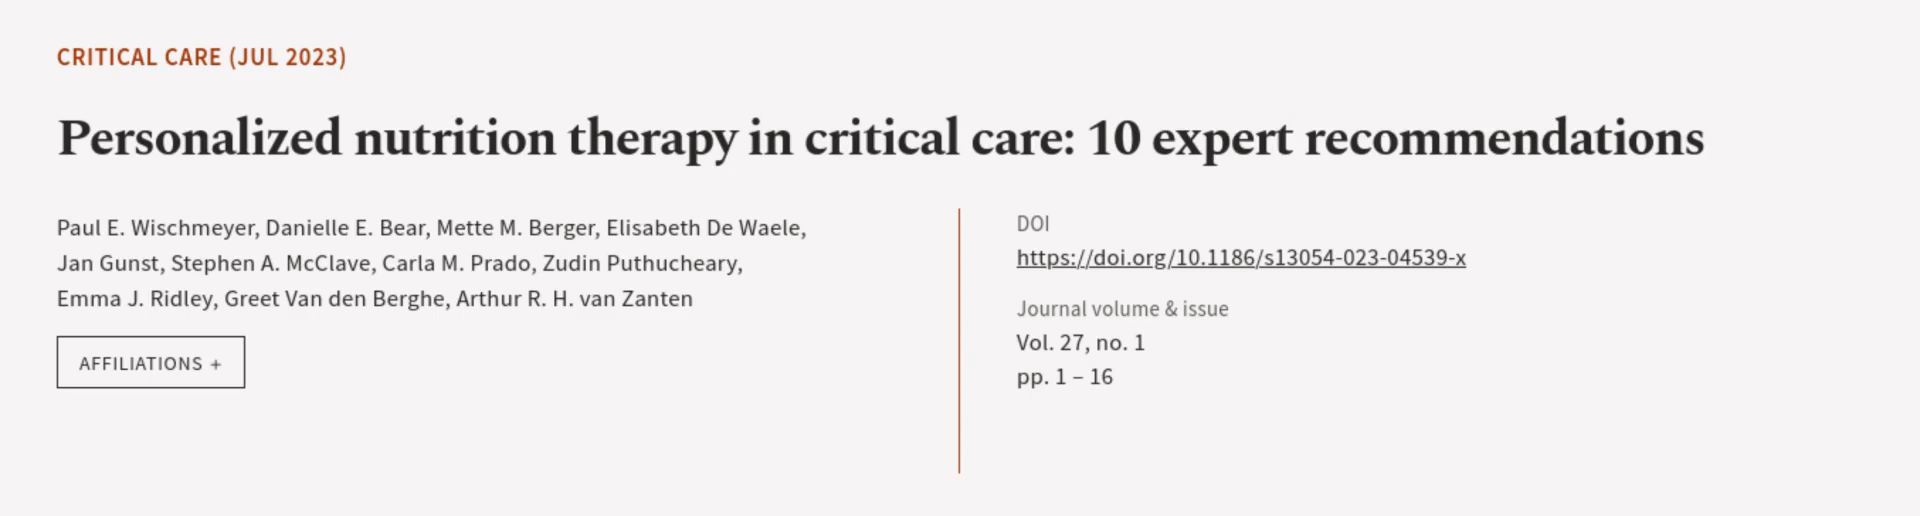 CRITICAL CARE (JUL 2023)
Personalized nutrition therapy in critical care: 10 expert recommendations
Paul E. Wischmeyer, Danielle E. Bear, Mette M. Berger, Elisabeth De Waele,
Jan Gunst, Stephen A. McClave, Carla M. Prado, Zudin Puthucheary,
Emma J. Ridley, Greet Van den Berghe, Arthur R. H. van Zanten
AFFILIATIONS +
DOI
https://doi.org/10.1186/s13054-023-04539-x
Journal volume & issue
Vol. 27, no. 1
pp. 1 – 16